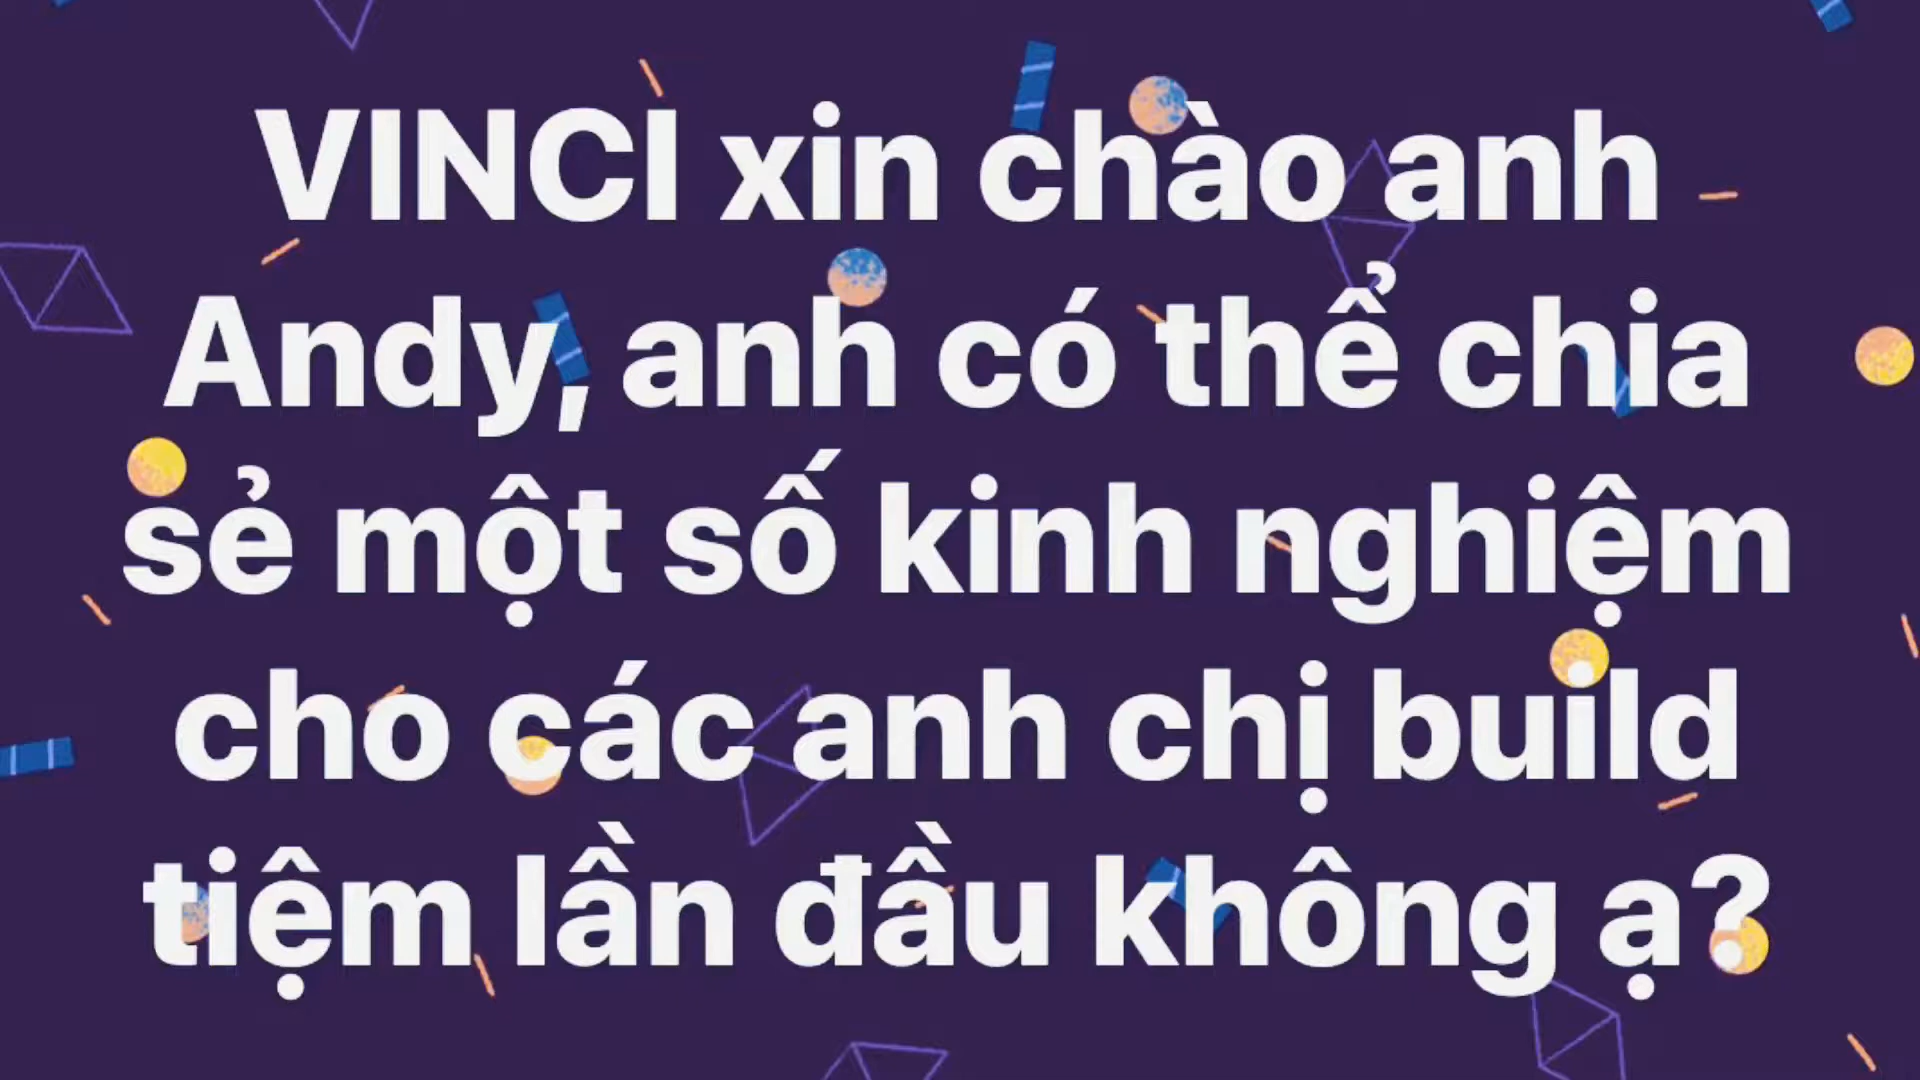 VINCI xin chào anh
Andy, anh có thể chia
sẻ một số kinh nghiệm
cho các anh chị build
tiệm lần đầu không ạ?